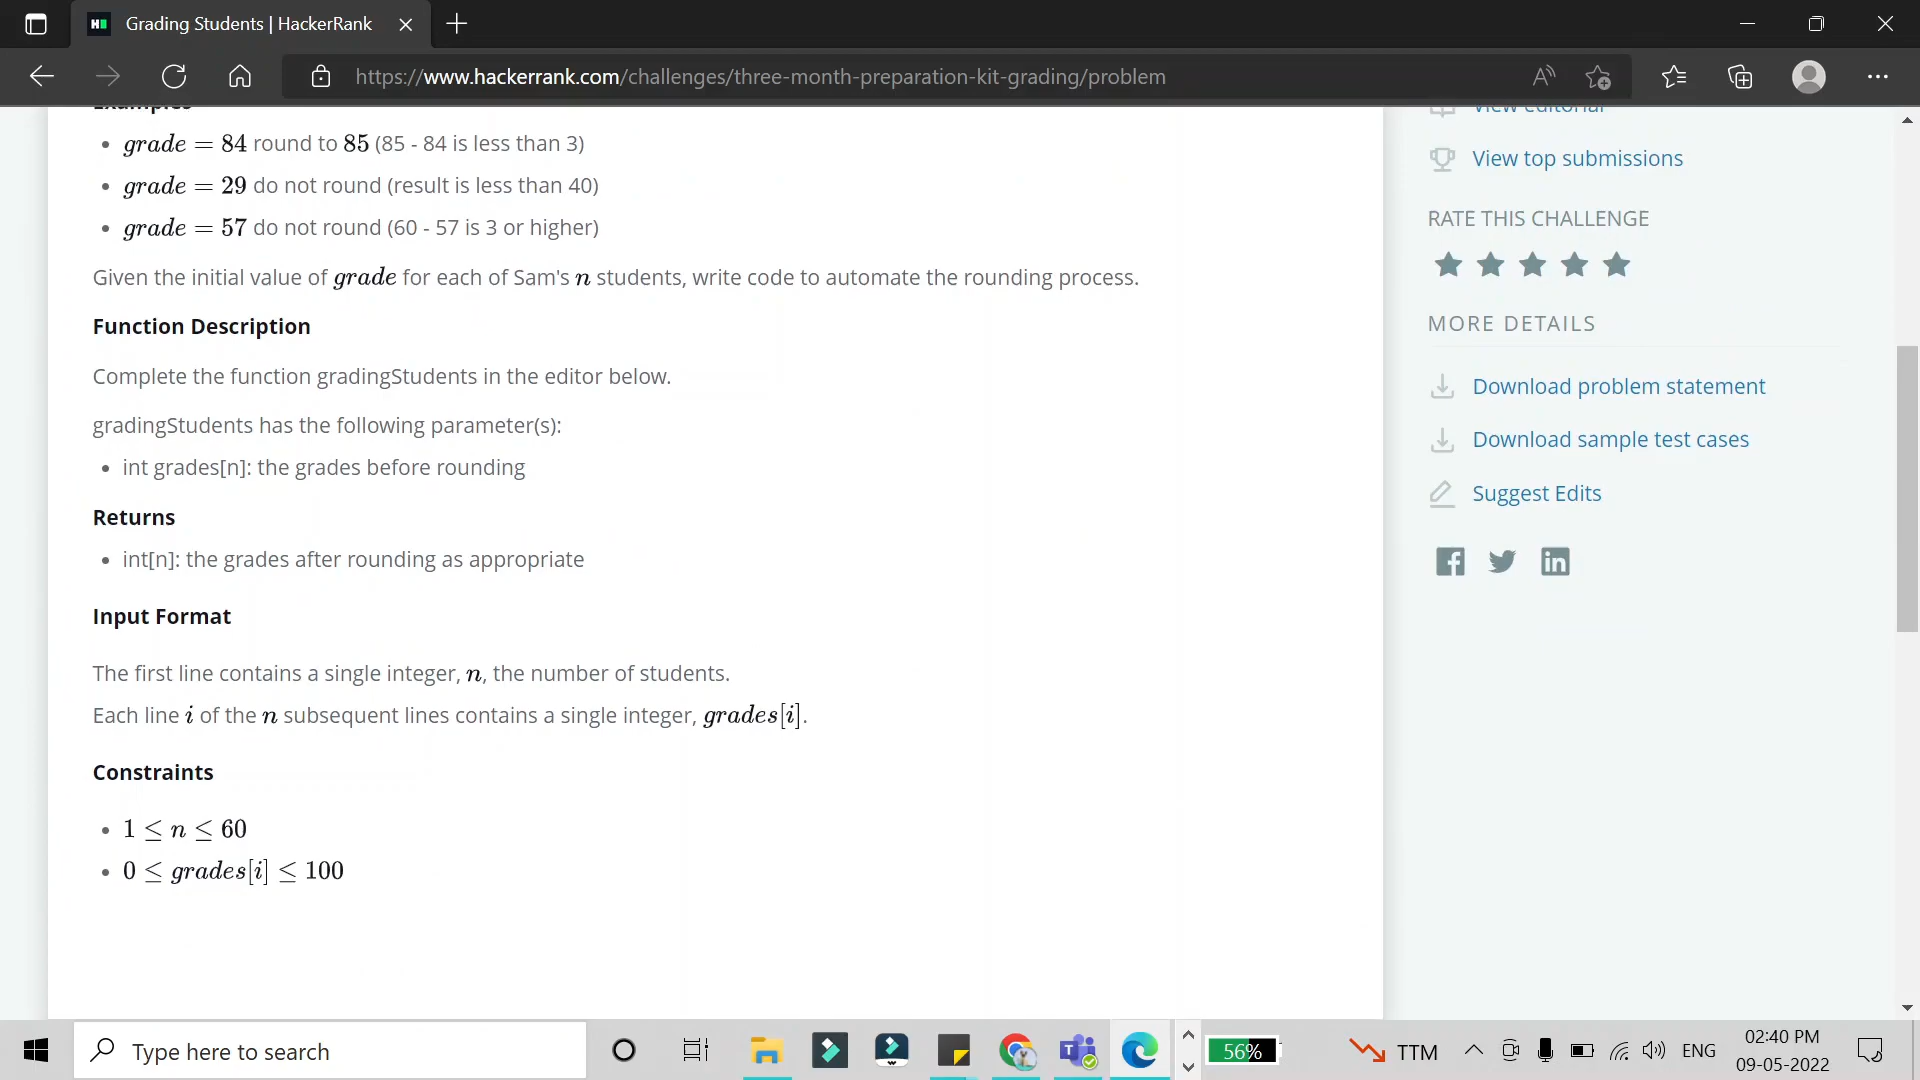 Grading Students | HackerRank
https://www.hackerrank.com/challenges/three-month-preparation-kit-grading/problem
Examples
• grade = 84 round to 85 (85 - 84 is less than 3)
• grade = 29 do not round (result is less than 40)
• grade = 57 do not round (60 - 57 is 3 or higher)
Given the initial value of grade for each of Sam's n students, write code to automate the rounding process.
Function Description
Complete the function gradingStudents in the editor below.
gradingStudents has the following parameter(s):
• int grades[n]: the grades before rounding
Returns
• int[n]: the grades after rounding as appropriate
Input Format
The first line contains a single integer, n, the number of students.
Each line i of the n subsequent lines contains a single integer, grades[i].
Constraints
• 1 ≤ n ≤ 60
• 0 ≤ grades[i] ≤ 100
View editorial
View top submissions
RATE THIS CHALLENGE
MORE DETAILS
Download problem statement
Download sample test cases
Suggest Edits
Type here to search
56%
TTM
ENG
02:40 PM
09-05-2022